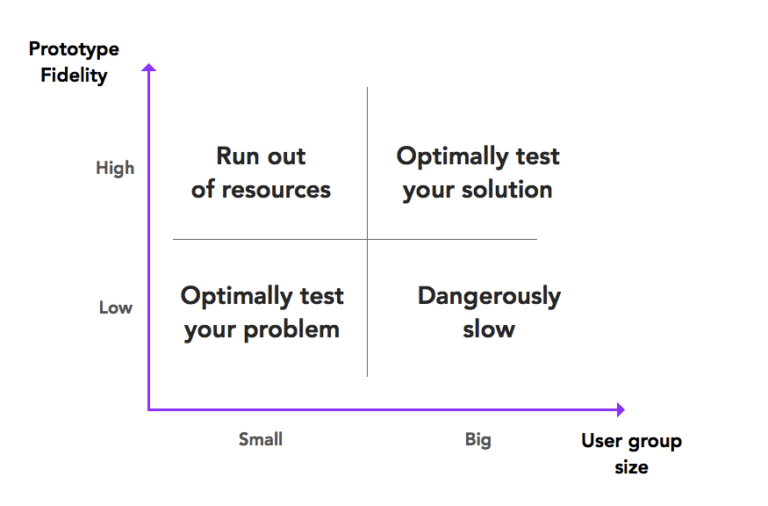 Prototype
Fidelity
High
Run out
of resources
Optimally test
your solution
Low
Optimally test
your problem
Dangerously
slow
Small
Big
User group
size